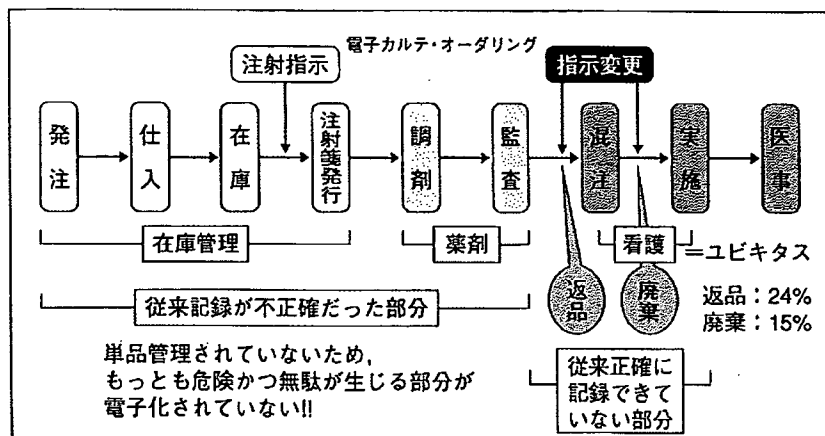 電子カルテ・オーダリング
注射指示
指示変更
発注
仕入
在庫
注射箋発行
調剤
監査
混注
実施
医事
在庫管理
薬剤
看護
=ユビキタス
従来記録が不正確だった部分
返品
廃棄
返品:24%
廃棄:15%
単品管理されていないため,
もっとも危険かつ無駄が生じる部分が
電子化されていない!!
従来正確に
記録できて
いない部分